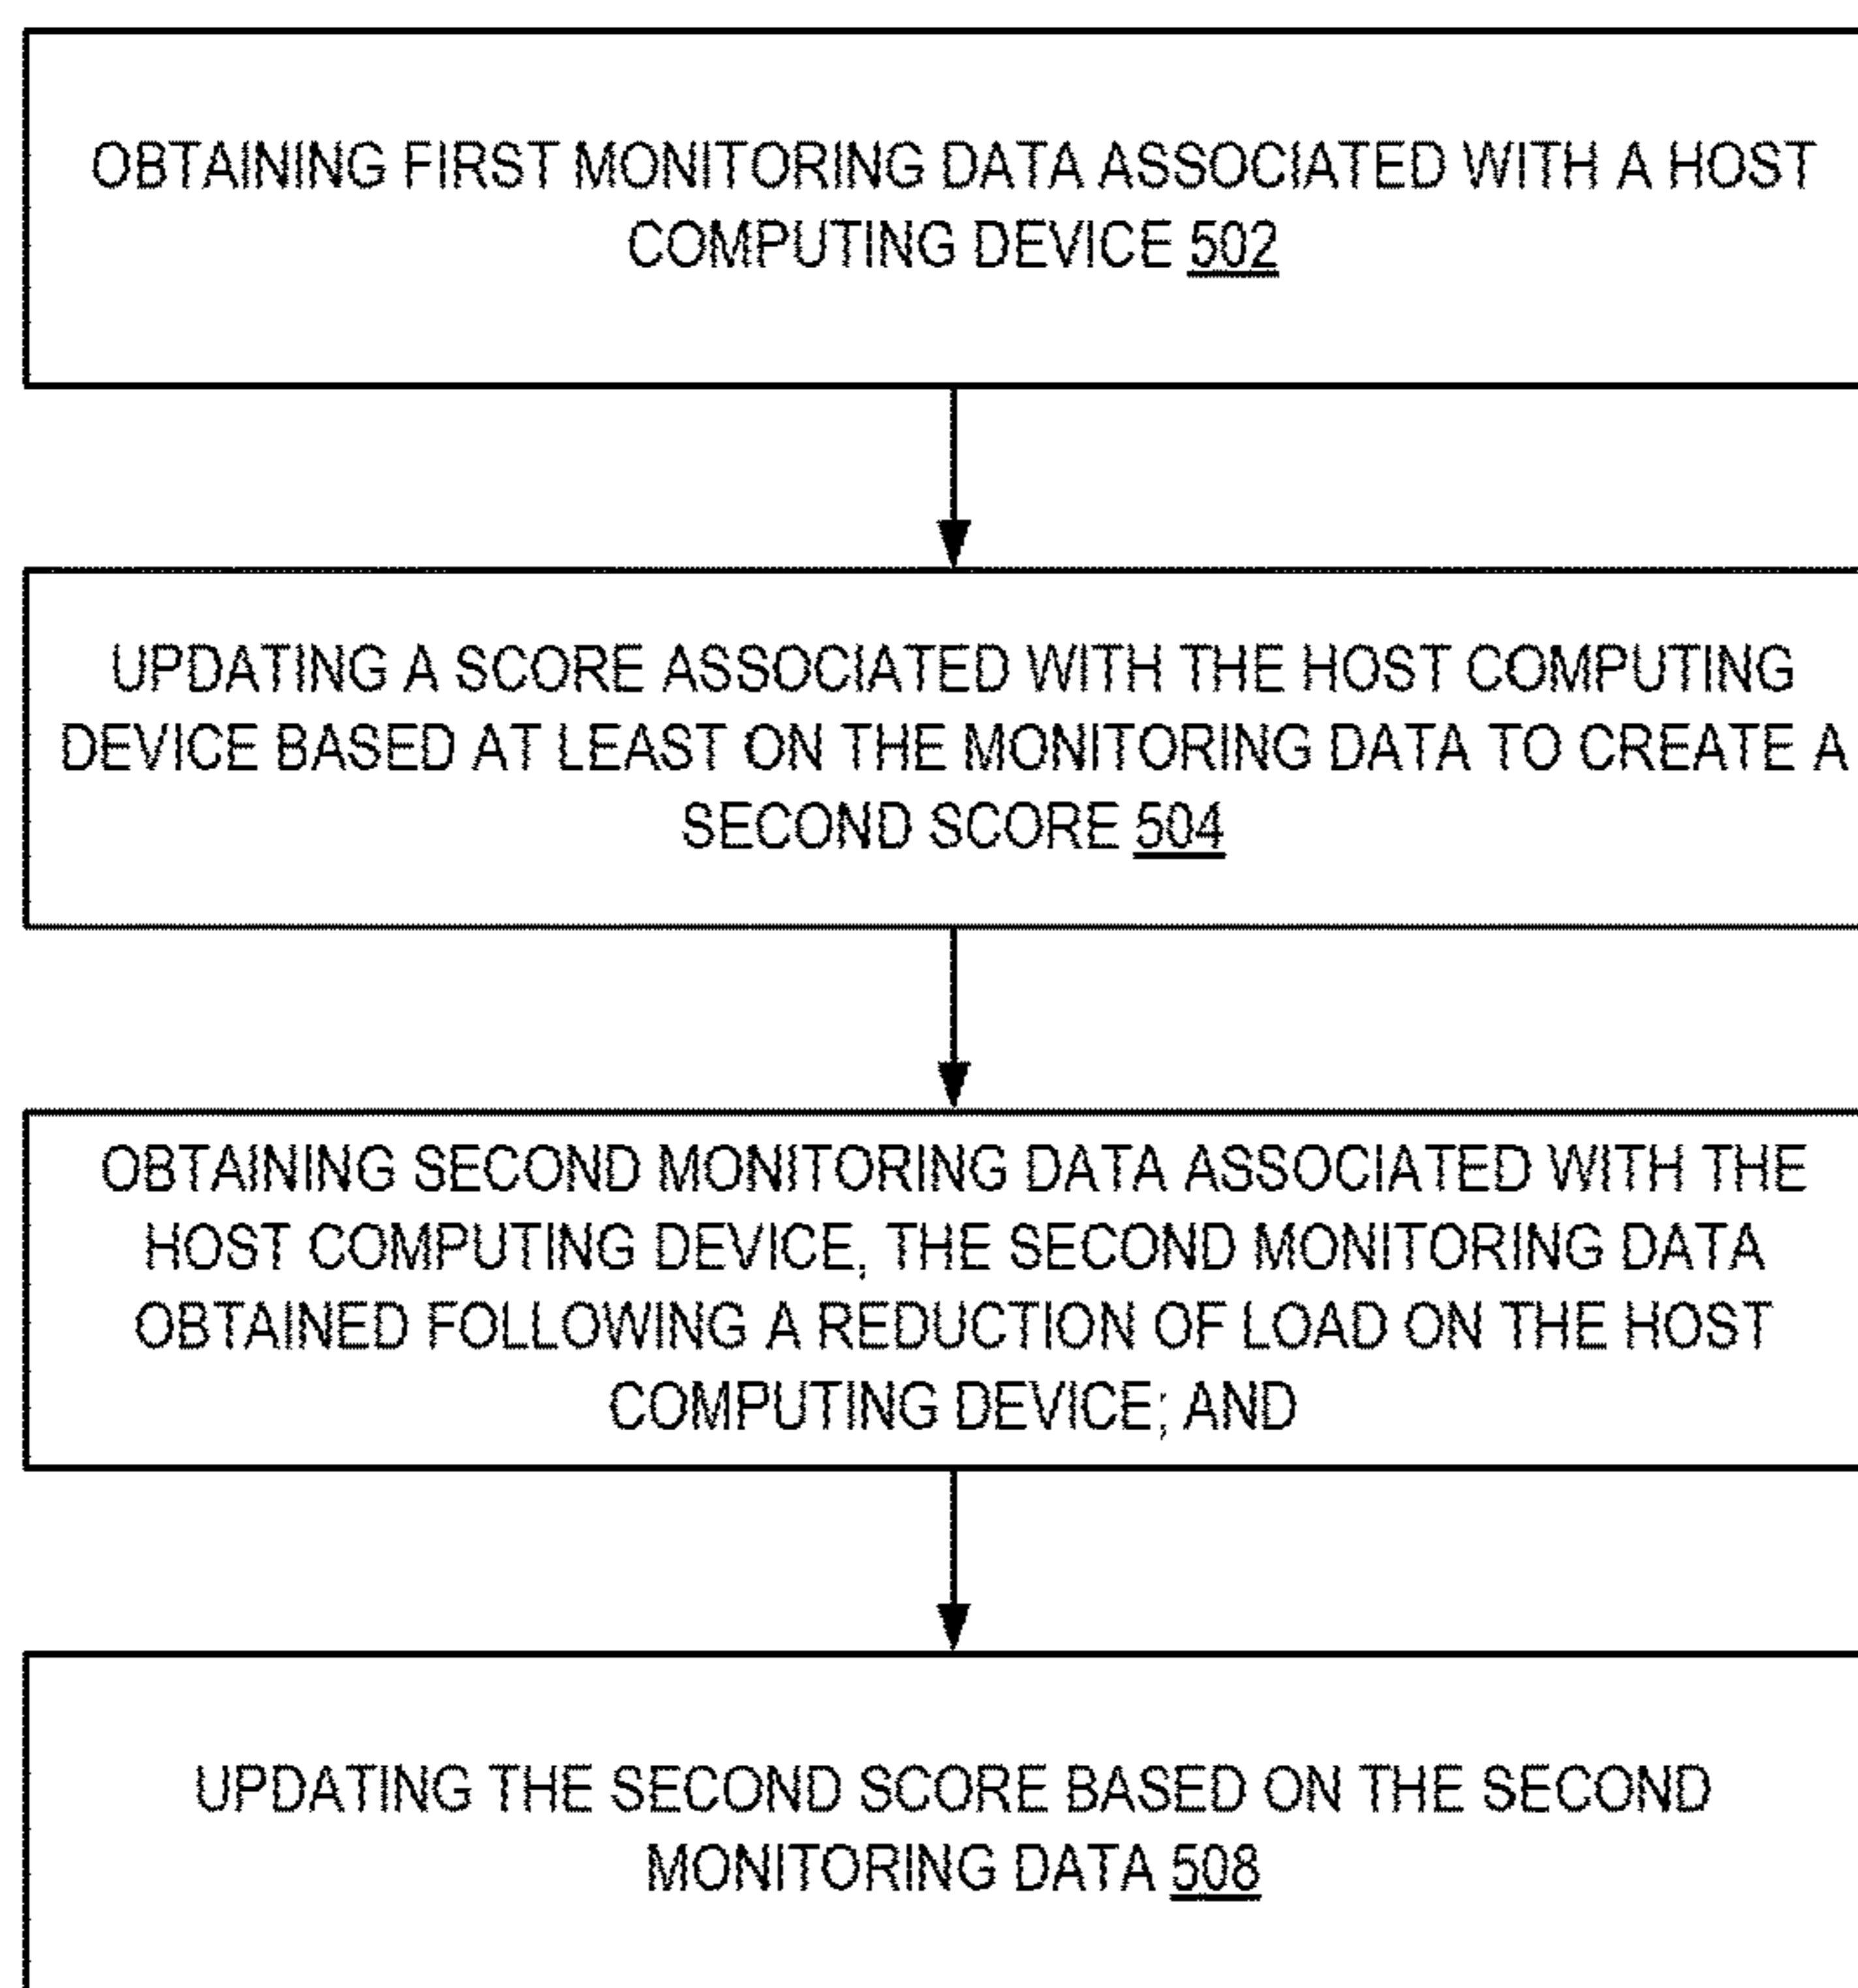 OBTAINING FIRST MONITORING DATA ASSOCIATED WITH A HOST
COMPUTING DEVICE 502
UPDATING A SCORE ASSOCIATED WITH THE HOST COMPUTING
DEVICE BASED AT LEAST ON THE MONITORING DATA TO CREATE A
SECOND SCORE 504
OBTAINING SECOND MONITORING DATA ASSOCIATED WITH THE
HOST COMPUTING DEVICE, THE SECOND MONITORING DATA
OBTAINED FOLLOWING A REDUCTION OF LOAD ON THE HOST
COMPUTING DEVICE; AND
UPDATING THE SECOND SCORE BASED ON THE SECOND
MONITORING DATA 508